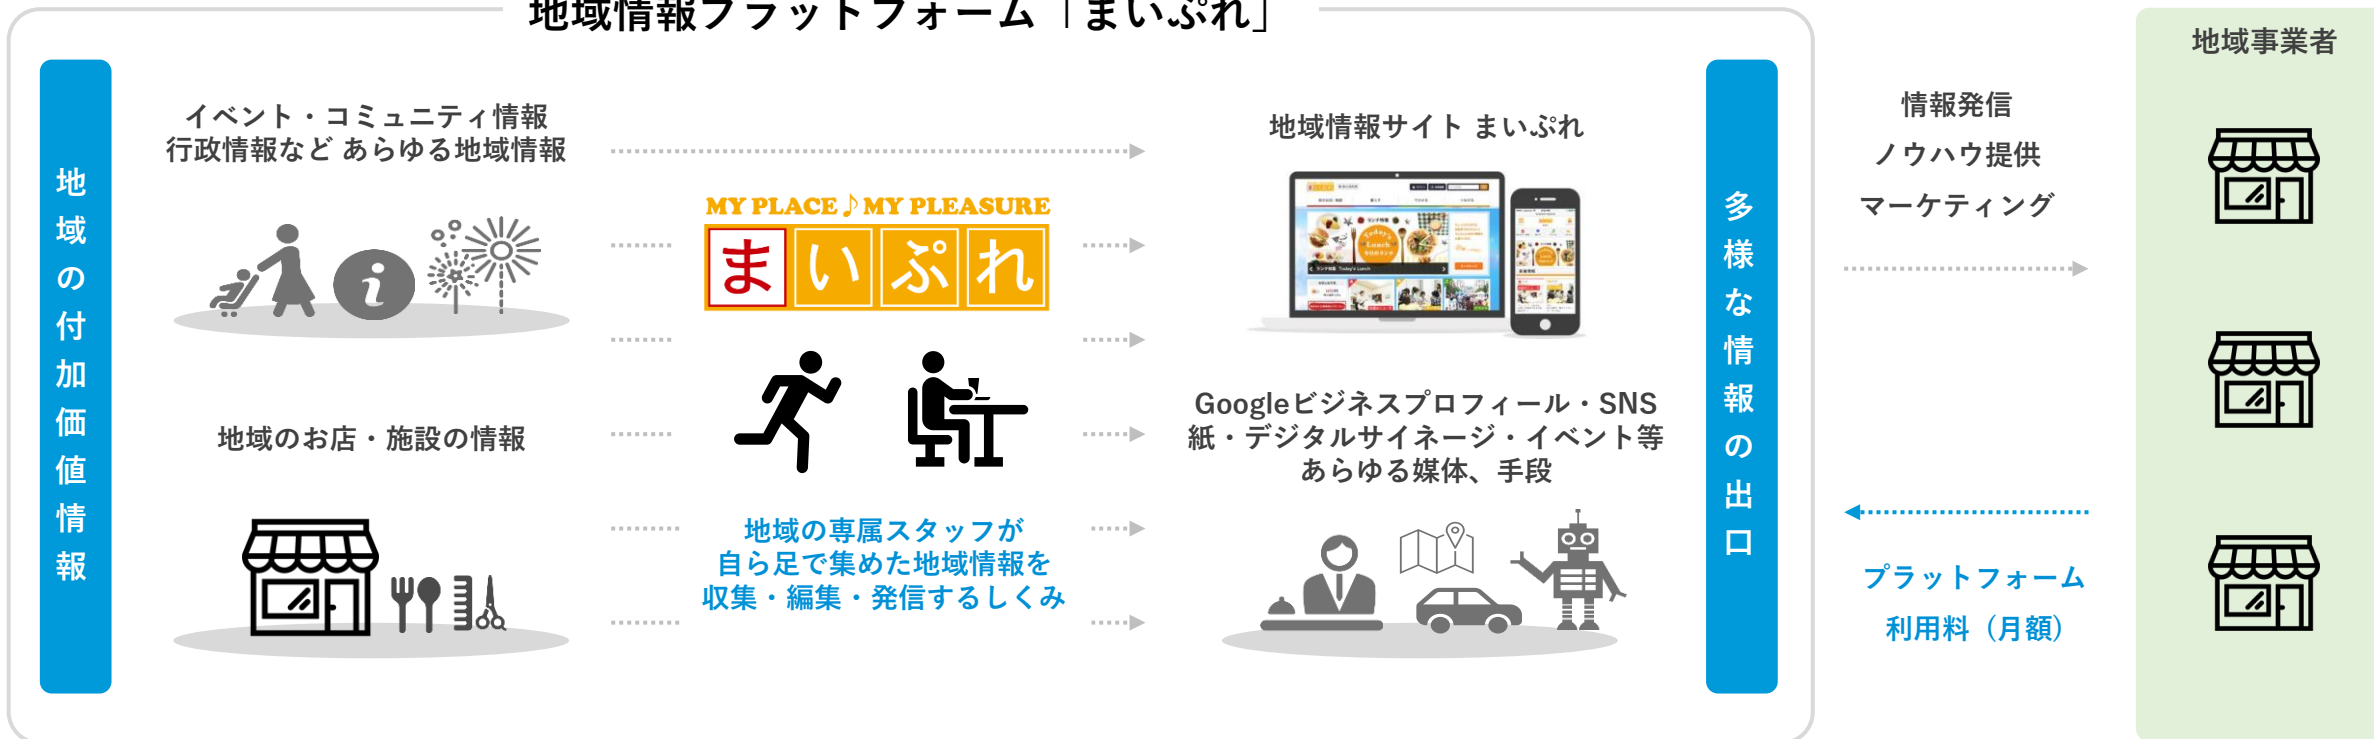 地域情報プラットフォーム「まいぷれ」
地域の付加価値情報
イベント・コミュニティ情報
行政情報など あらゆる地域情報
地域のお店・施設の情報
MY PLACE♪MY PLEASURE
まいぷれ
地域の専属スタッフが
自ら足で集めた地域情報を
収集・編集・発信するしくみ
地域情報サイト まいぷれ
Today's
Lunch
Googleビジネスプロフィール・SNS
紙・デジタルサイネージ・イベント等
あらゆる媒体、手段
多様な情報の出口
情報発信
ノウハウ提供
マーケティング
プラットフォーム
利用料（月額）
地域事業者